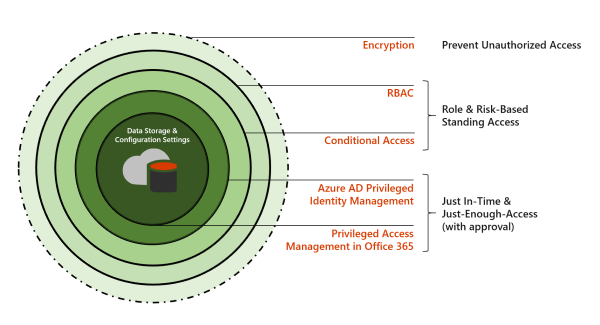 Encryption
Prevent Unauthorized Access
RBAC
Role & Risk-Based
Standing Access
Data Storage &
Configuration Settings
Conditional Access
Azure AD Privileged
Identity Management
Just In-Time &
Just-Enough-Access
(with approval)
Privileged Access
Management in Office 365